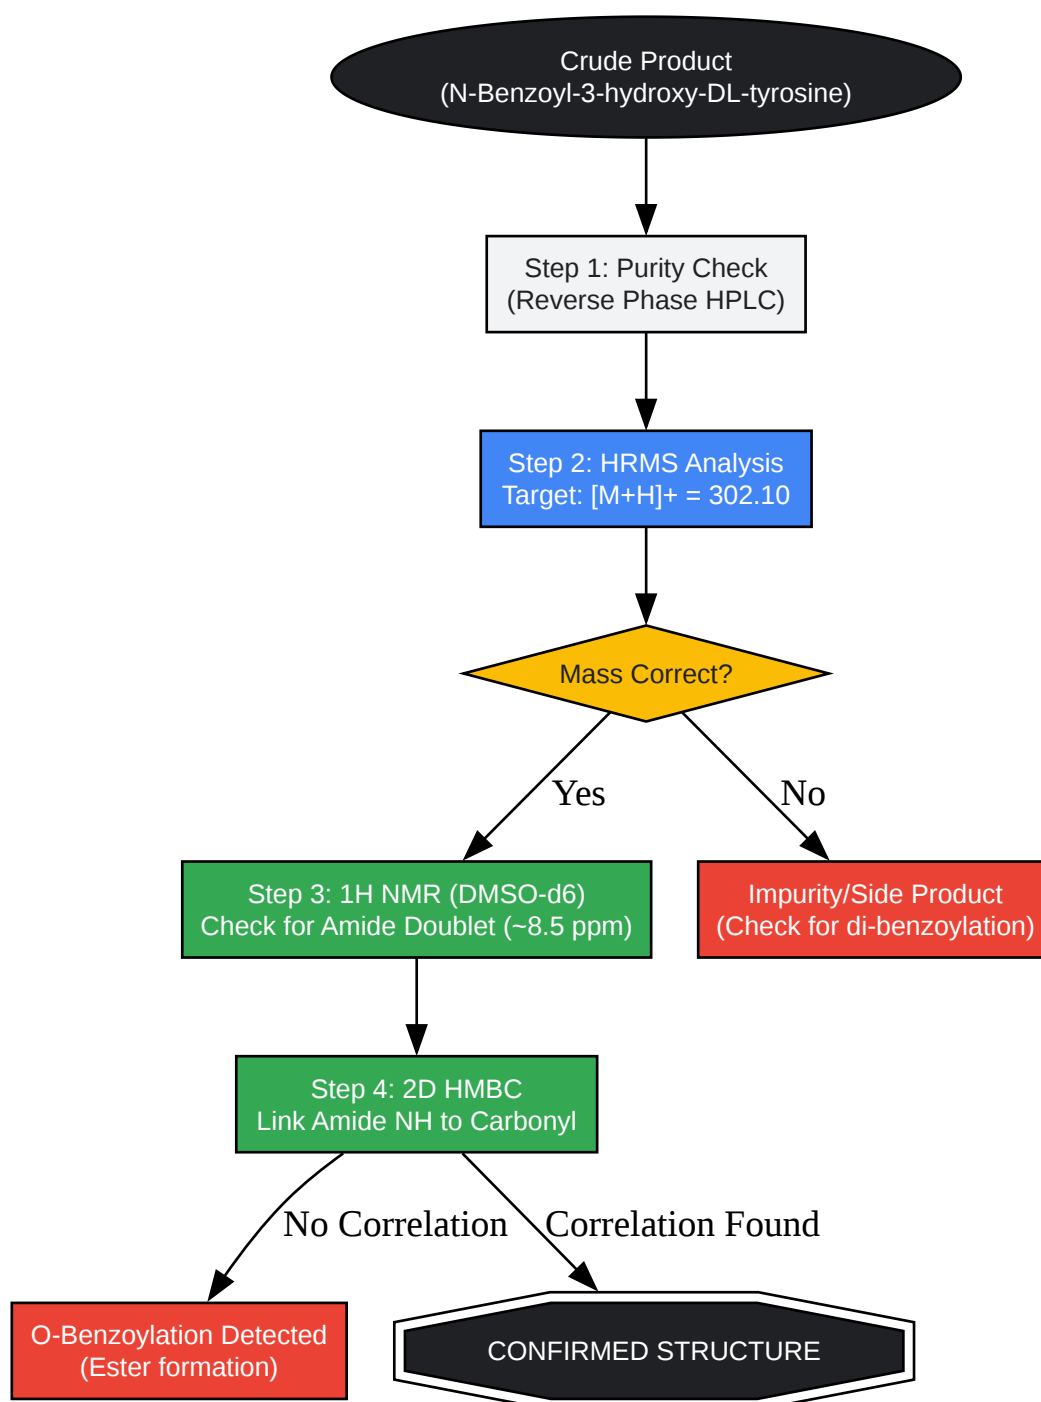 Crude Product
(N-Benzoyl-3-hydroxy-DL-tyrosine)
Step 1: Purity Check
(Reverse Phase HPLC)
Step 2: HRMS Analysis
Target: [M+H]+ = 302.10
Mass Correct?
Yes
No
Step 3: 1H NMR (DMSO-d6)
Check for Amide Doublet (~8.5 ppm)
Impurity/Side Product
(Check for di-benzoylation)
Step 4: 2D HMBC
Link Amide NH to Carbonyl
No Correlation
Correlation Found
O-Benzoylation Detected
(Ester formation)
CONFIRMED STRUCTURE